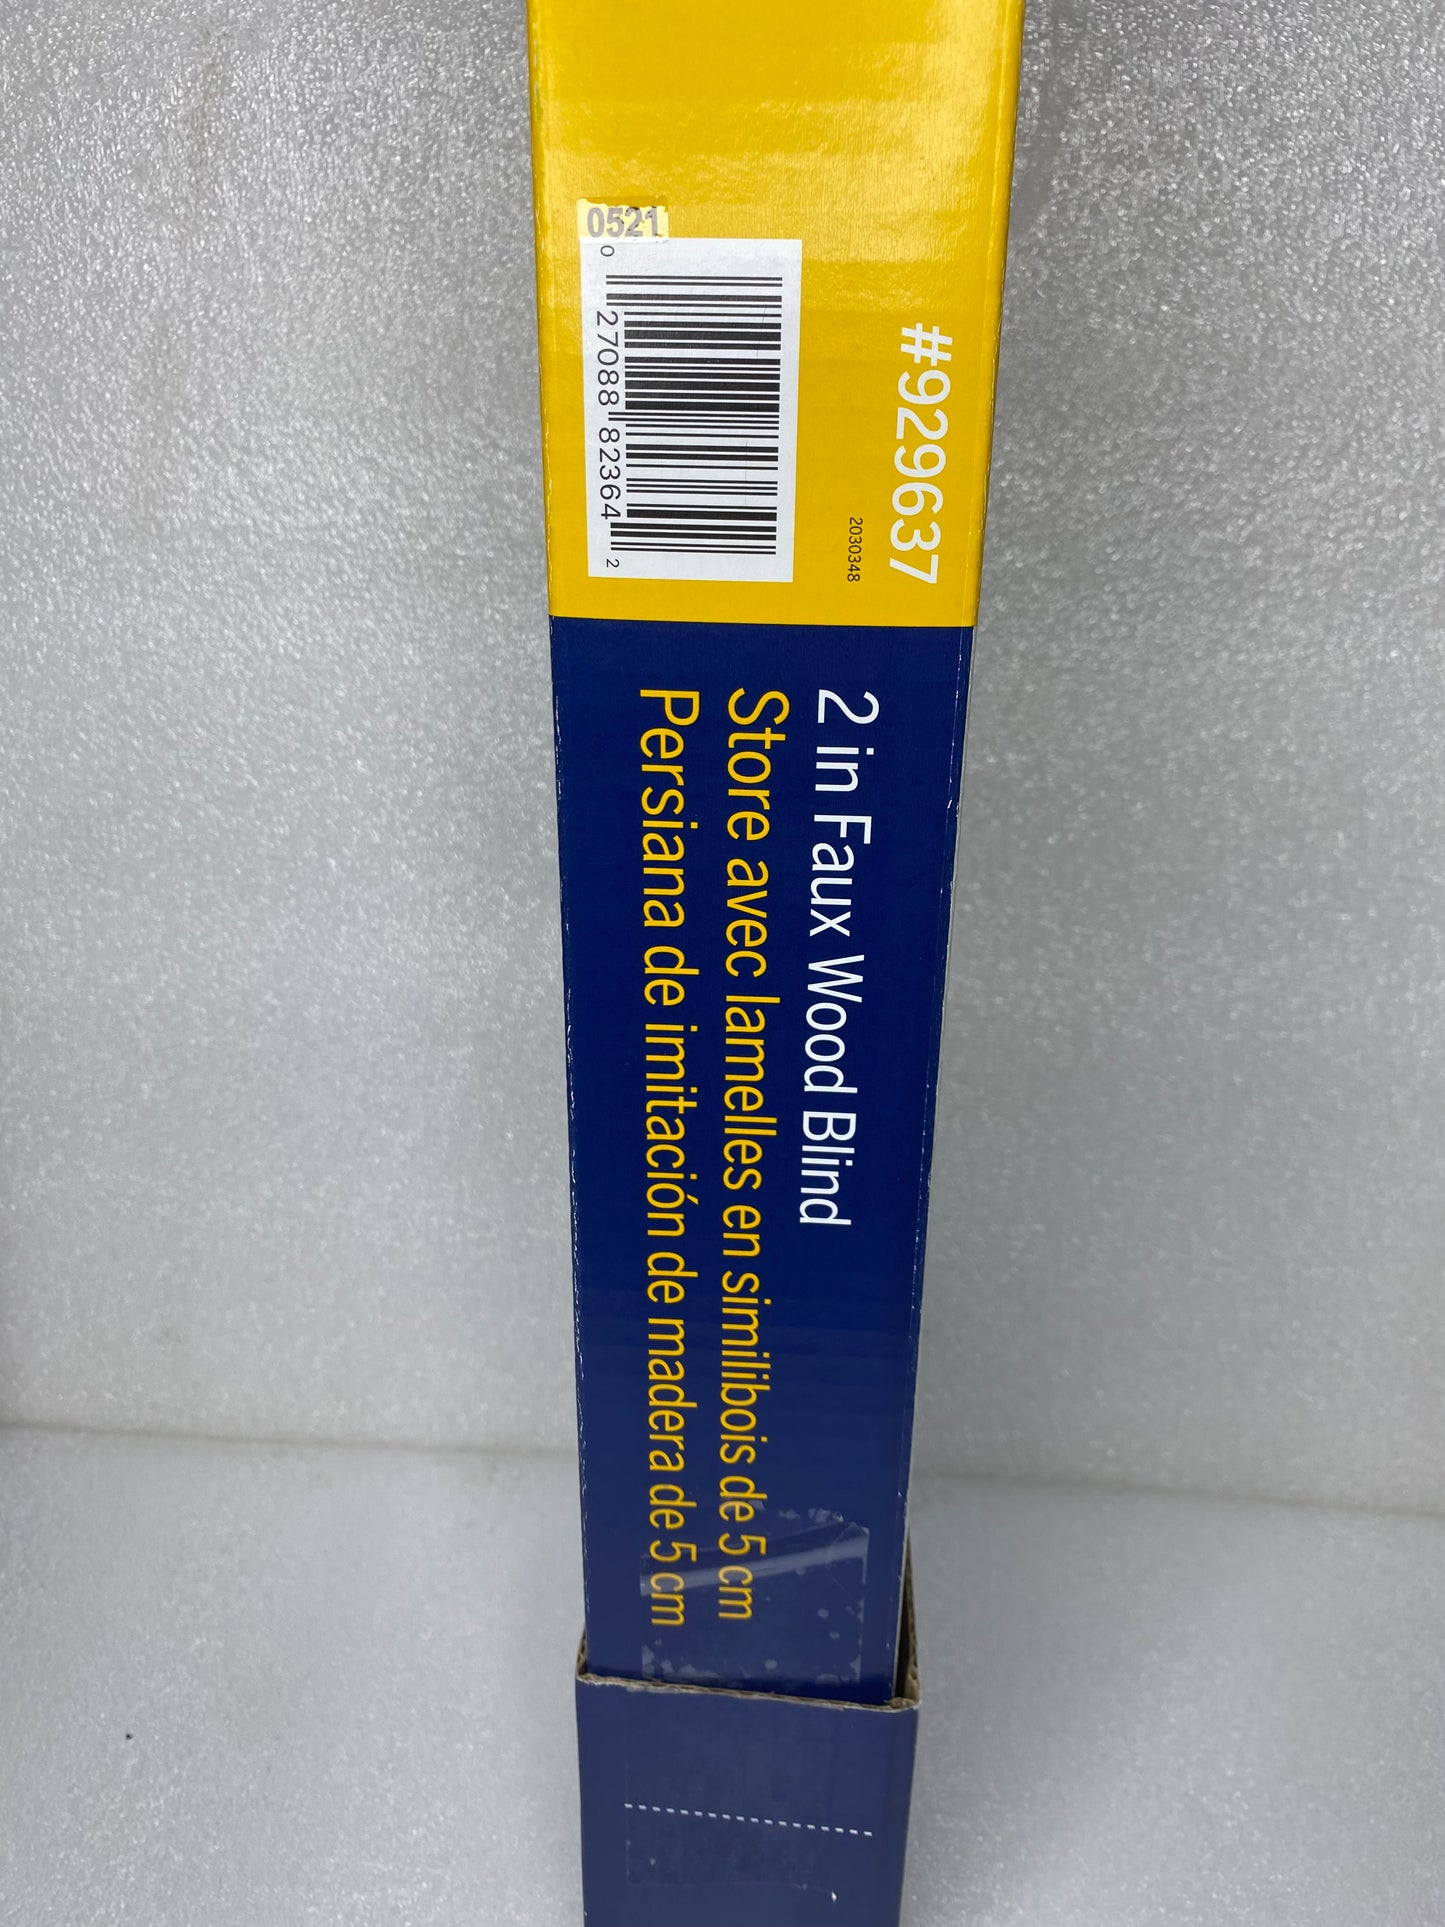 0521
0 27088 82364 2
#929637
2030348
2 in Faux Wood Blind
Store avec lamelles en similibois de 5 cm
Persiana de imitación de madera de 5 cm